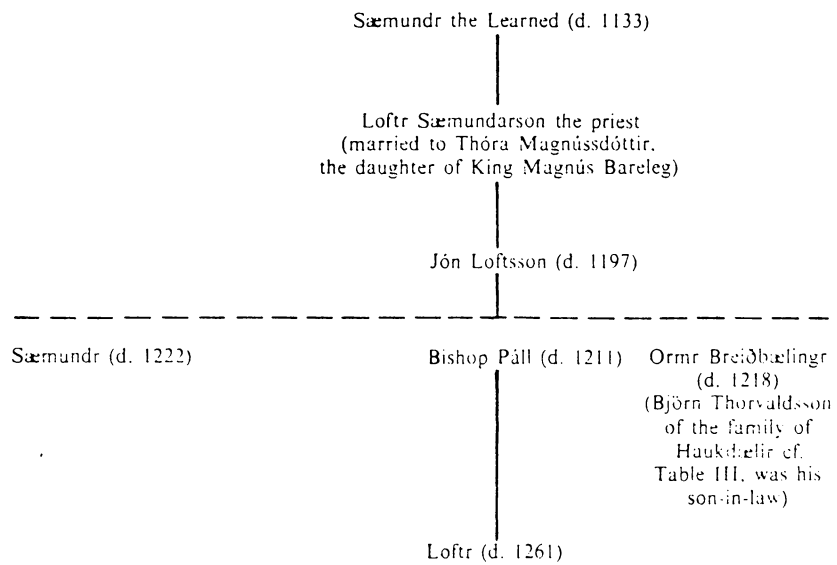 Sæmundr the Learned (d. 1133)
Loftr Sæmundarson the priest
(married to Thóra Magnússdóttir,
the daughter of King Magnús Bareleg)
Jón Loftsson (d. 1197)
Sæmundr (d. 1222)
Bishop Páll (d. 1211)
Ormr Breiðbælingr
(d. 1218)
(Björn Thorvaldsson
of the family of
Haukdælir cf.
Table III, was his
son-in-law)
Loftr (d. 1261)